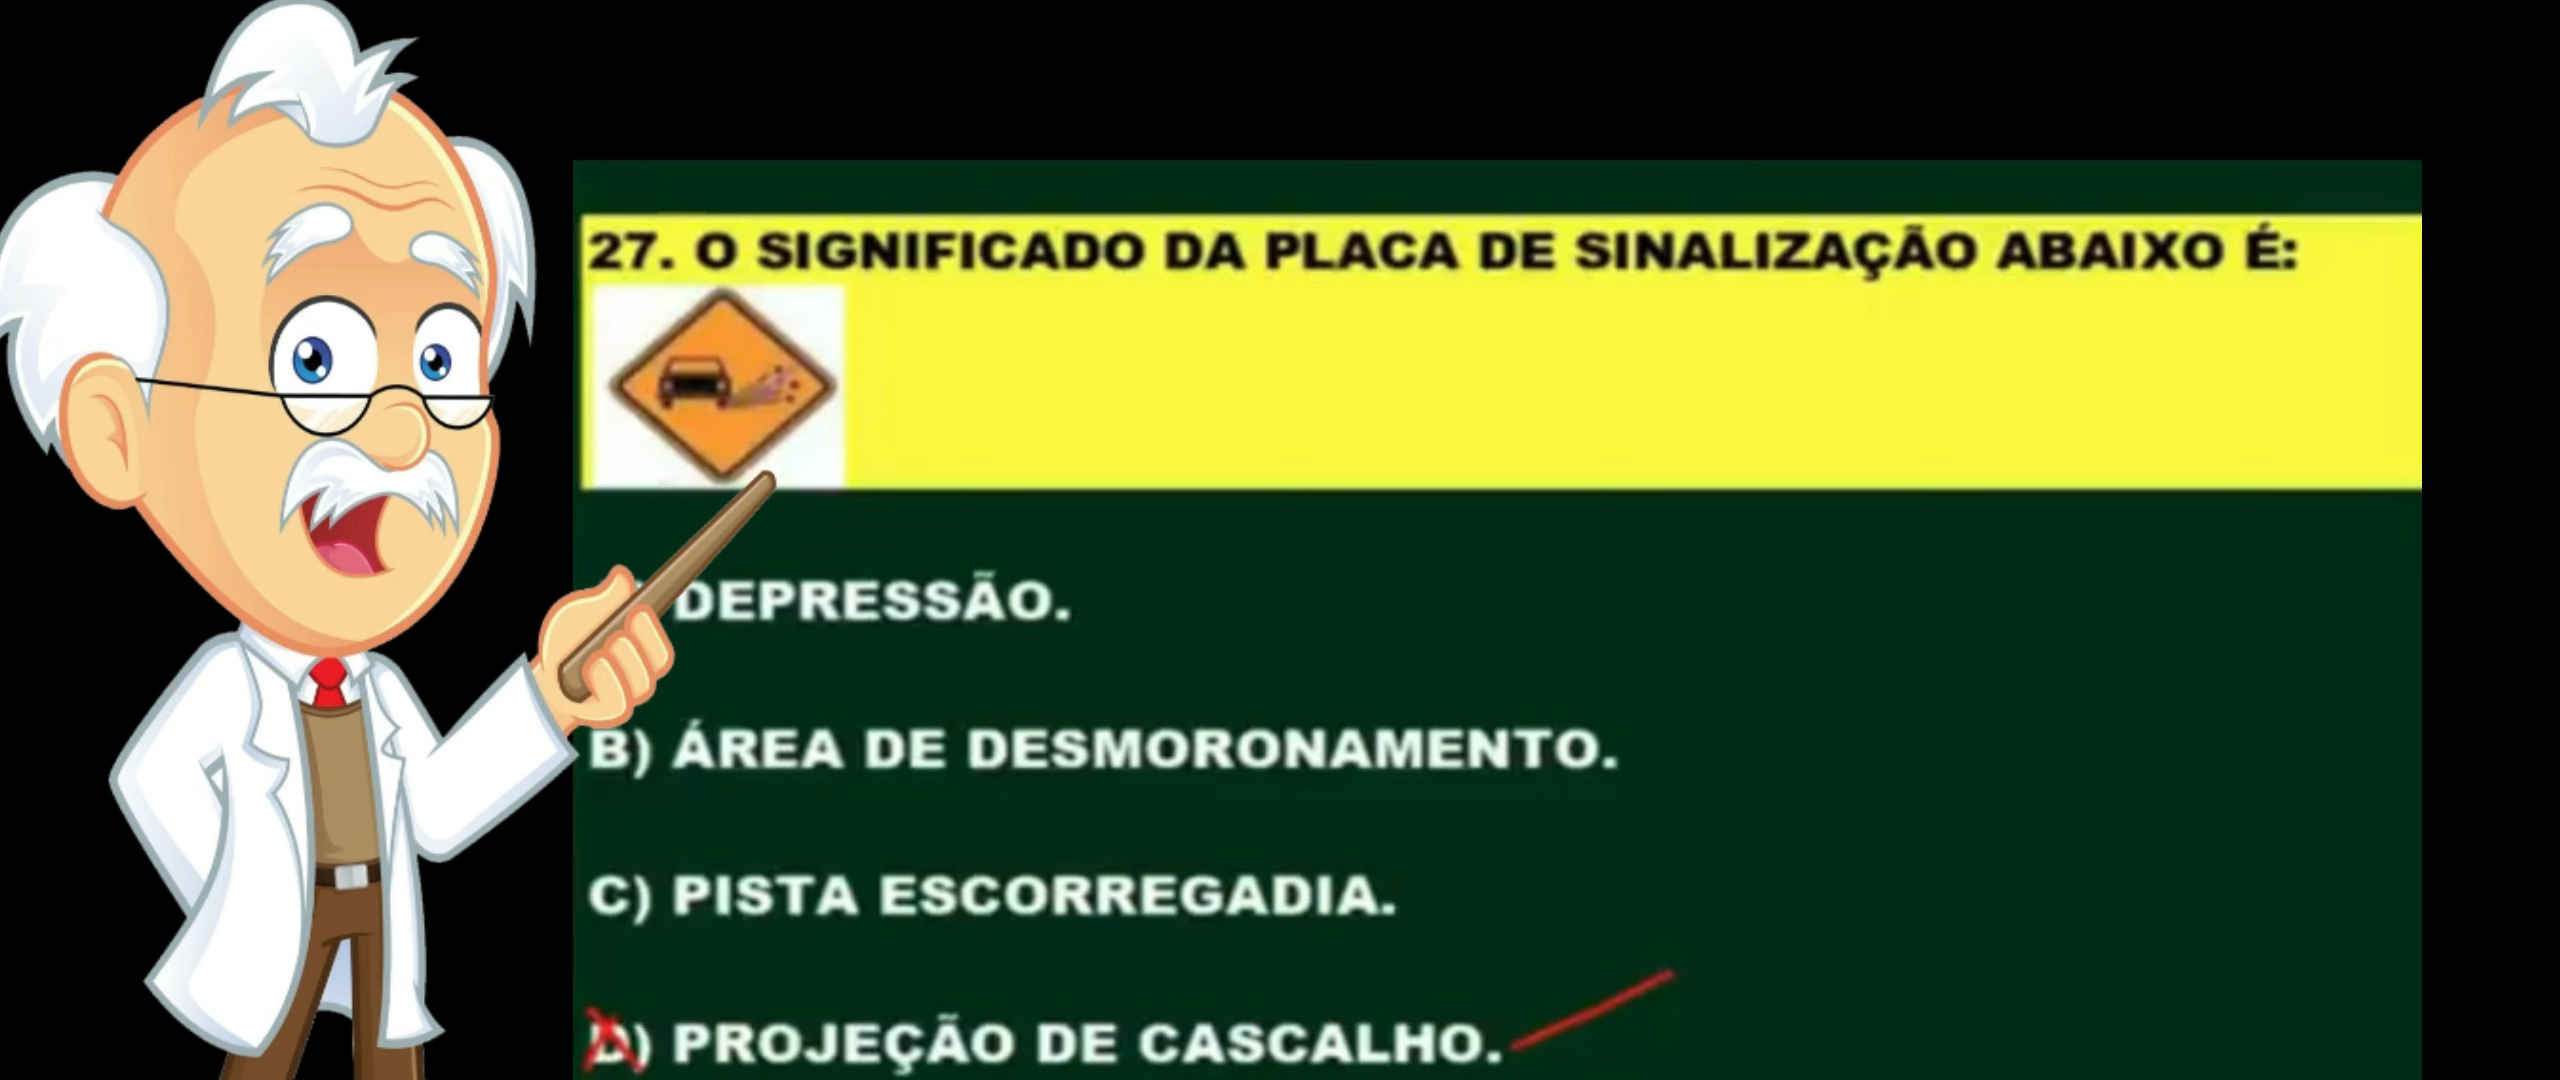 27. O SIGNIFICADO DA PLACA DE SINALIZAÇÃO ABAIXO É:
DEPRESSÃO.
B) ÁREA DE DESMORONAMENTO.
C) PISTA ESCORREGADIA.
D) PROJEÇÃO DE CASCALHO.